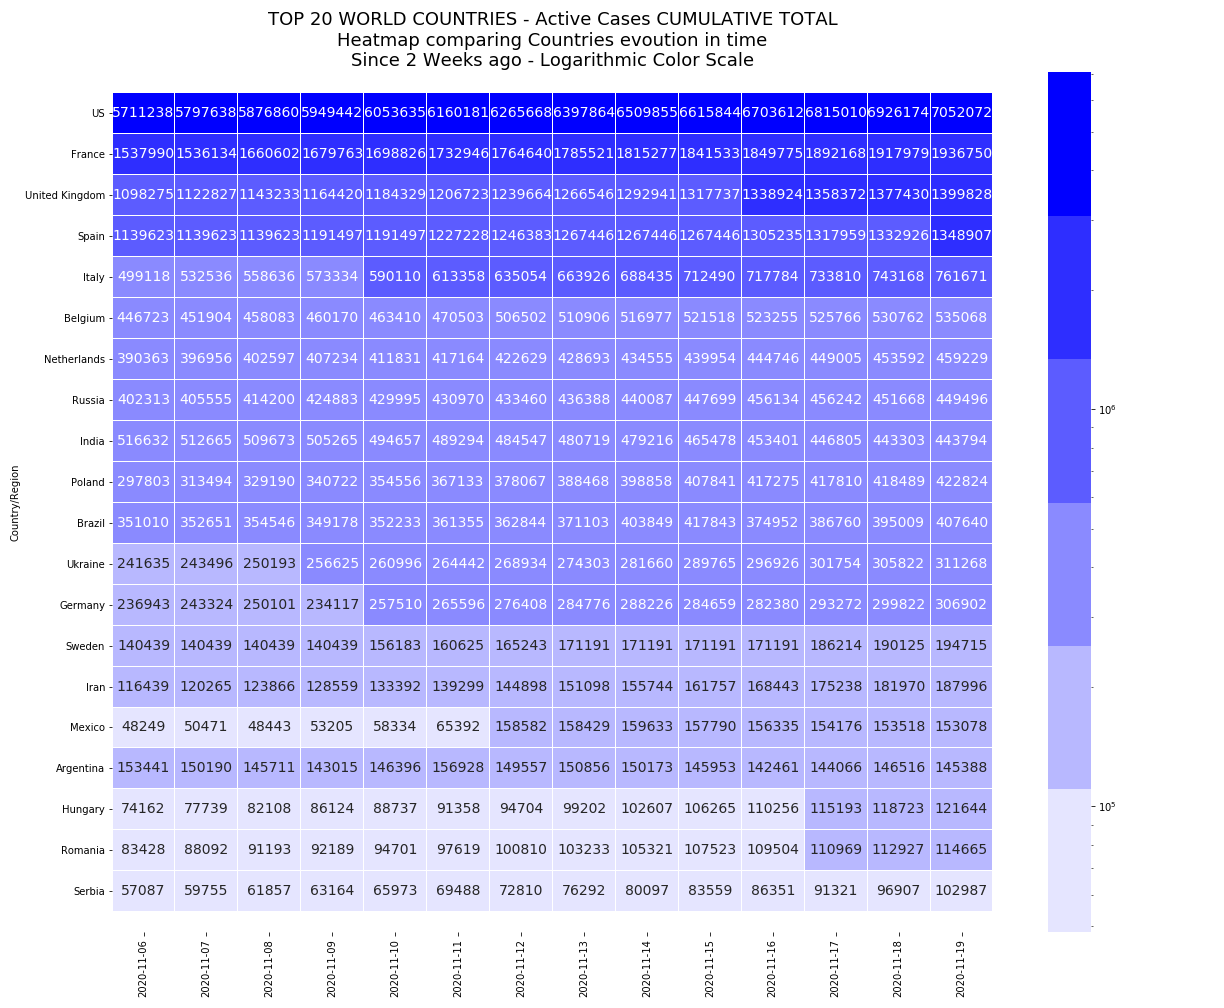 TOP 20 WORLD COUNTRIES - Active Cases CUMULATIVE TOTAL
Heatmap comparing Countries evoution in time
Since 2 Weeks ago - Logarithmic Color Scale
Country/Region
US 5711238 5797638 5876860 5949442 6053635 6160181 6265668 6397864 6509855 6615844 6703612 6815010 6926174 7052072
France 1537990 1536134 1660602 1679763 1698826 1732946 1764640 1785521 1815277 1841533 1849775 1892168 1917979 1936750
United Kingdom 1098275 1122827 1143233 1164420 1184329 1206723 1239664 1266546 1292941 1317737 1338924 1358372 1377430 1399828
Spain 1139623 1139623 1139623 1191497 1191497 1227228 1246383 1267446 1267446 1267446 1305235 1317959 1332926 1348907
Italy 499118 532536 558636 573334 590110 613358 635054 663926 688435 712490 717784 733810 743168 761671
10⁶
Belgium 446723 451904 458083 460170 463410 470503 506502 510906 516977 521518 523255 525766 530762 535068
Netherlands 390363 396956 402597 407234 411831 417164 422629 428693 434555 439954 444746 449005 453592 459229
Russia 402313 405555 414200 424883 429995 430970 433460 436388 440087 447699 456134 456242 451668 449496
India 516632 512665 509673 505265 494657 489294 484547 480719 479216 465478 453401 446805 443303 443794
Poland 297803 313494 329190 340722 354556 367133 378067 388468 398858 407841 417275 417810 418489 422824
Brazil 351010 352651 354546 349178 352233 361355 362844 371103 403849 417843 374952 386760 395009 407640
Ukraine 241635 243496 250193 256625 260996 264442 268934 274303 281660 289765 296926 301754 305822 311268
Germany 236943 243324 250101 234117 257510 265596 276408 284776 288226 284659 282380 293272 299822 306902
Sweden 140439 140439 140439 140439 156183 160625 165243 171191 171191 171191 171191 186214 190125 194715
Iran 116439 120265 123866 128559 133392 139299 144898 151098 155744 161757 168443 175238 181970 187996
Mexico 48249 50471 48443 53205 58334 65392 158582 158429 159633 157790 156335 154176 153518 153078
Argentina 153441 150190 145711 143015 146396 156928 149557 150856 150173 145953 142461 144066 146516 145388
Hungary 74162 77739 82108 86124 88737 91358 94704 99202 102607 106265 110256 115193 118723 121644
10⁵
Romania 83428 88092 91193 92189 94701 97619 100810 103233 105321 107523 109504 110969 112927 114665
Serbia 57087 59755 61857 63164 65973 69488 72810 76292 80097 83559 86351 91321 96907 102987
2020-11-06 2020-11-07 2020-11-08 2020-11-09 2020-11-10 2020-11-11 2020-11-12 2020-11-13 2020-11-14 2020-11-15 2020-11-16 2020-11-17 2020-11-18 2020-11-19